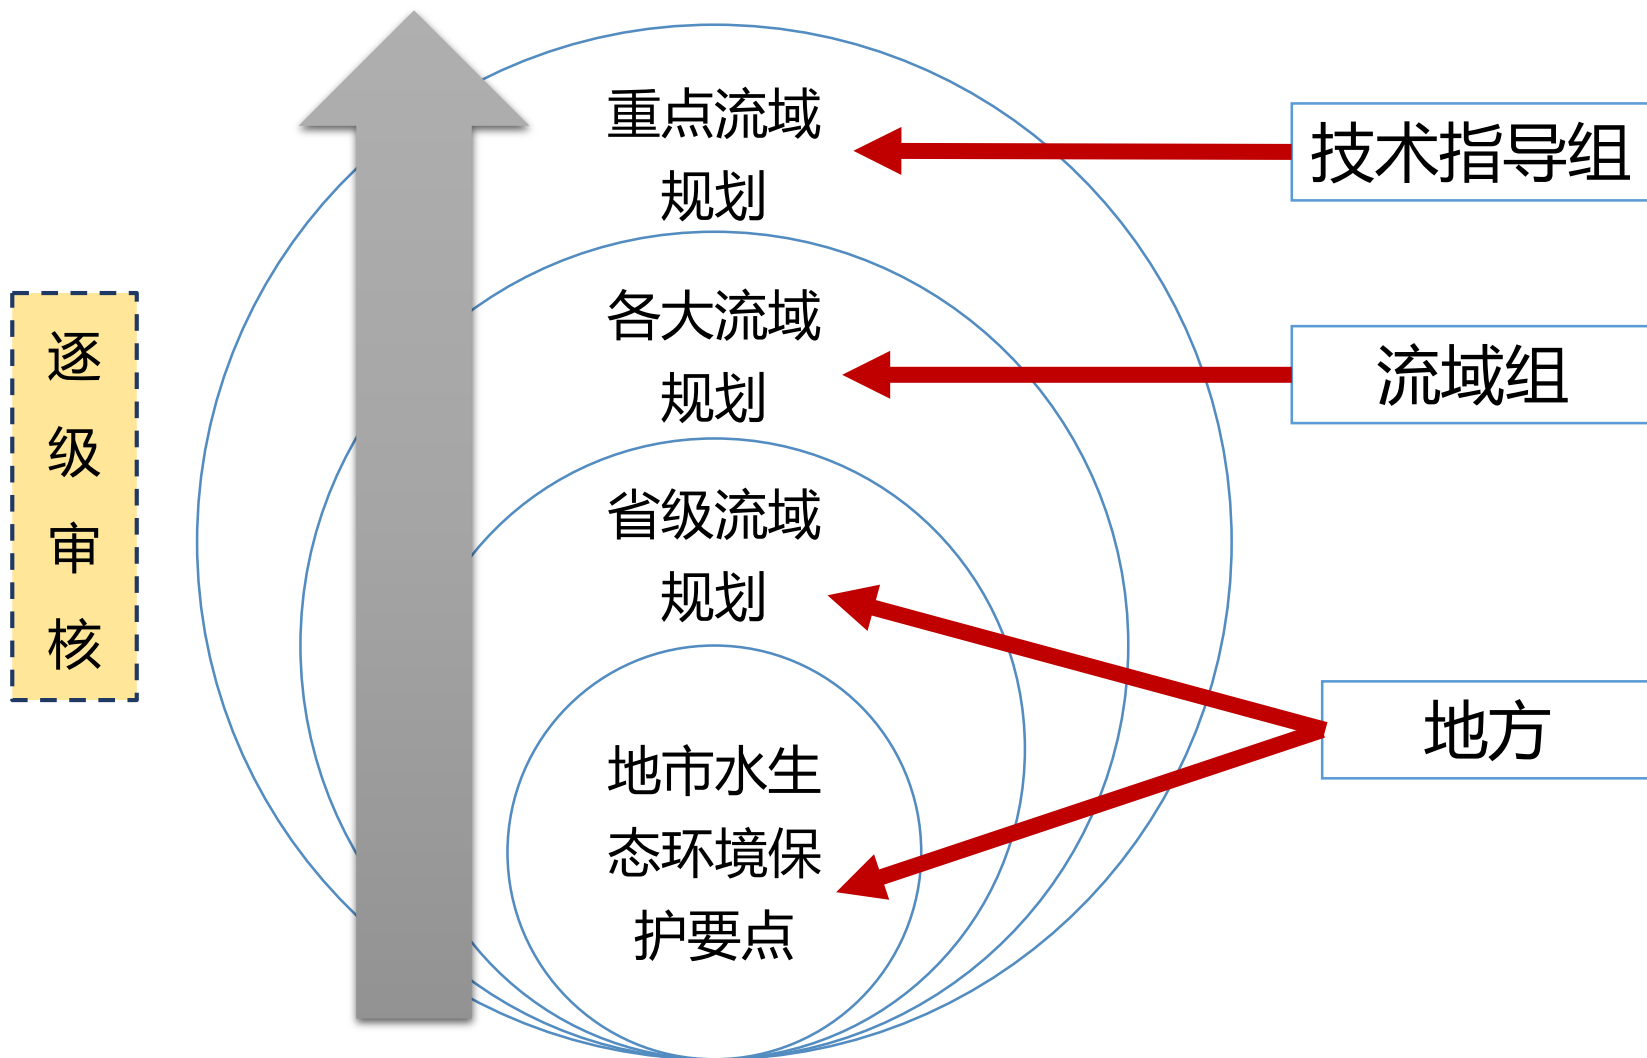 逐
级
审
核
重点流域
规划
各大流域
规划
省级流域
规划
地市水生
态环境保
护要点
技术指导组
流域组
地方